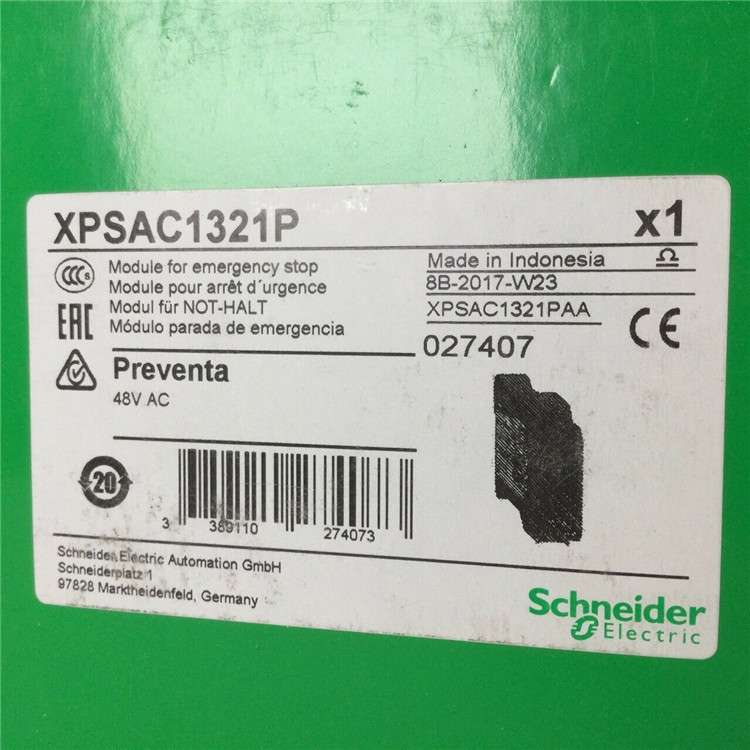 XPSAC1321P
x1
Module for emergency stop
Module pour arrêt d´urgence
Modul für NOT-HALT
Módulo parada de emergencia
Made in Indonesia
8B-2017-W23
XPSAC1321PAA
027407
CCC S
EAC
CE
Preventa
48V AC
20
3 389110 274073
Schneider Electric Automation GmbH
Schneiderplatz 1
97828 Marktheidenfeld, Germany
Schneider
Electric